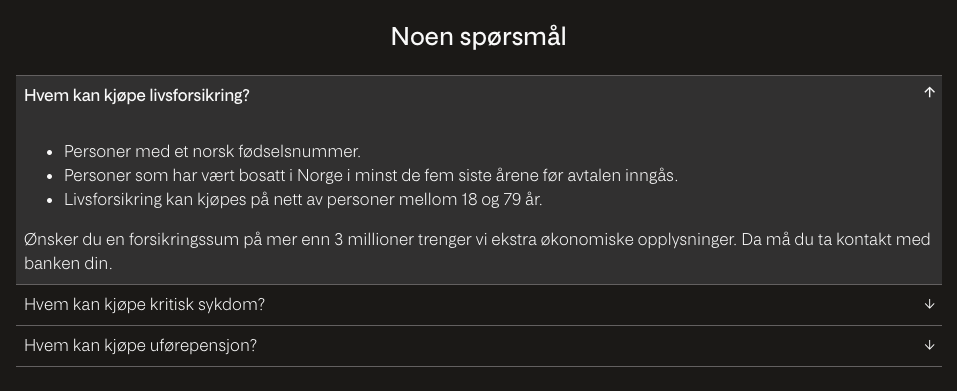 Noen spørsmål
Hvem kan kjøpe livsforsikring?
Personer med et norsk fødselsnummer.
Personer som har vært bosatt i Norge i minst de fem siste årene før avtalen inngås.
Livsforsikring kan kjøpes på nett av personer mellom 18 og 79 år.
Ønsker du en forsikringssum på mer enn 3 millioner trenger vi ekstra økonomiske opplysninger. Da må du ta kontakt med
banken din.
Hvem kan kjøpe kritisk sykdom?
Hvem kan kjøpe uførepensjon?